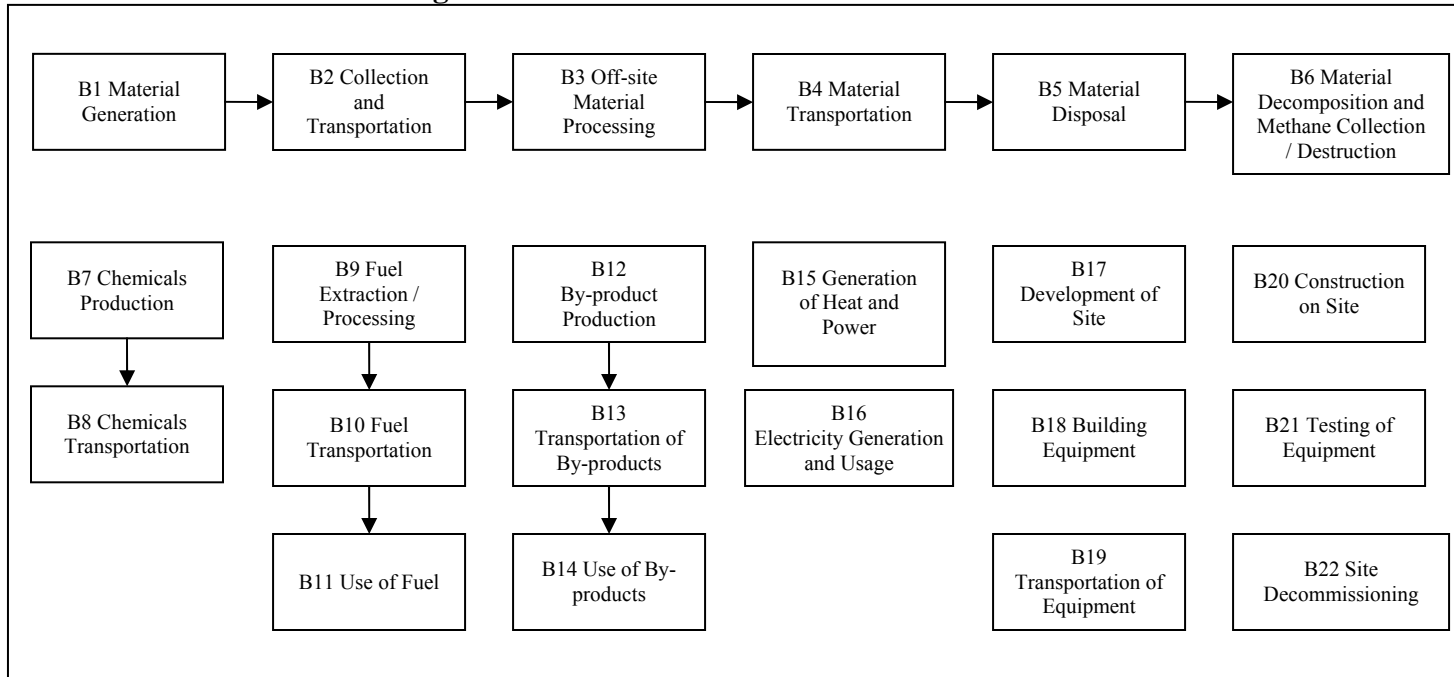 B1 Material
Generation
B2 Collection
and
Transportation
B3 Off-site
Material
Processing
B4 Material
Transportation
B5 Material
Disposal
B6 Material
Decomposition and
Methane Collection
/ Destruction
B7 Chemicals
Production
B9 Fuel
Extraction /
Processing
B12
By-product
Production
B15 Generation
of Heat and
Power
B17
Development of
Site
B20 Construction
on Site
B8 Chemicals
Transportation
B10 Fuel
Transportation
B13
Transportation of
By-products
B16
Electricity Generation
and Usage
B18 Building
Equipment
B21 Testing of
Equipment
B11 Use of Fuel
B14 Use of By-
products
B19
Transportation of
Equipment
B22 Site
Decommissioning